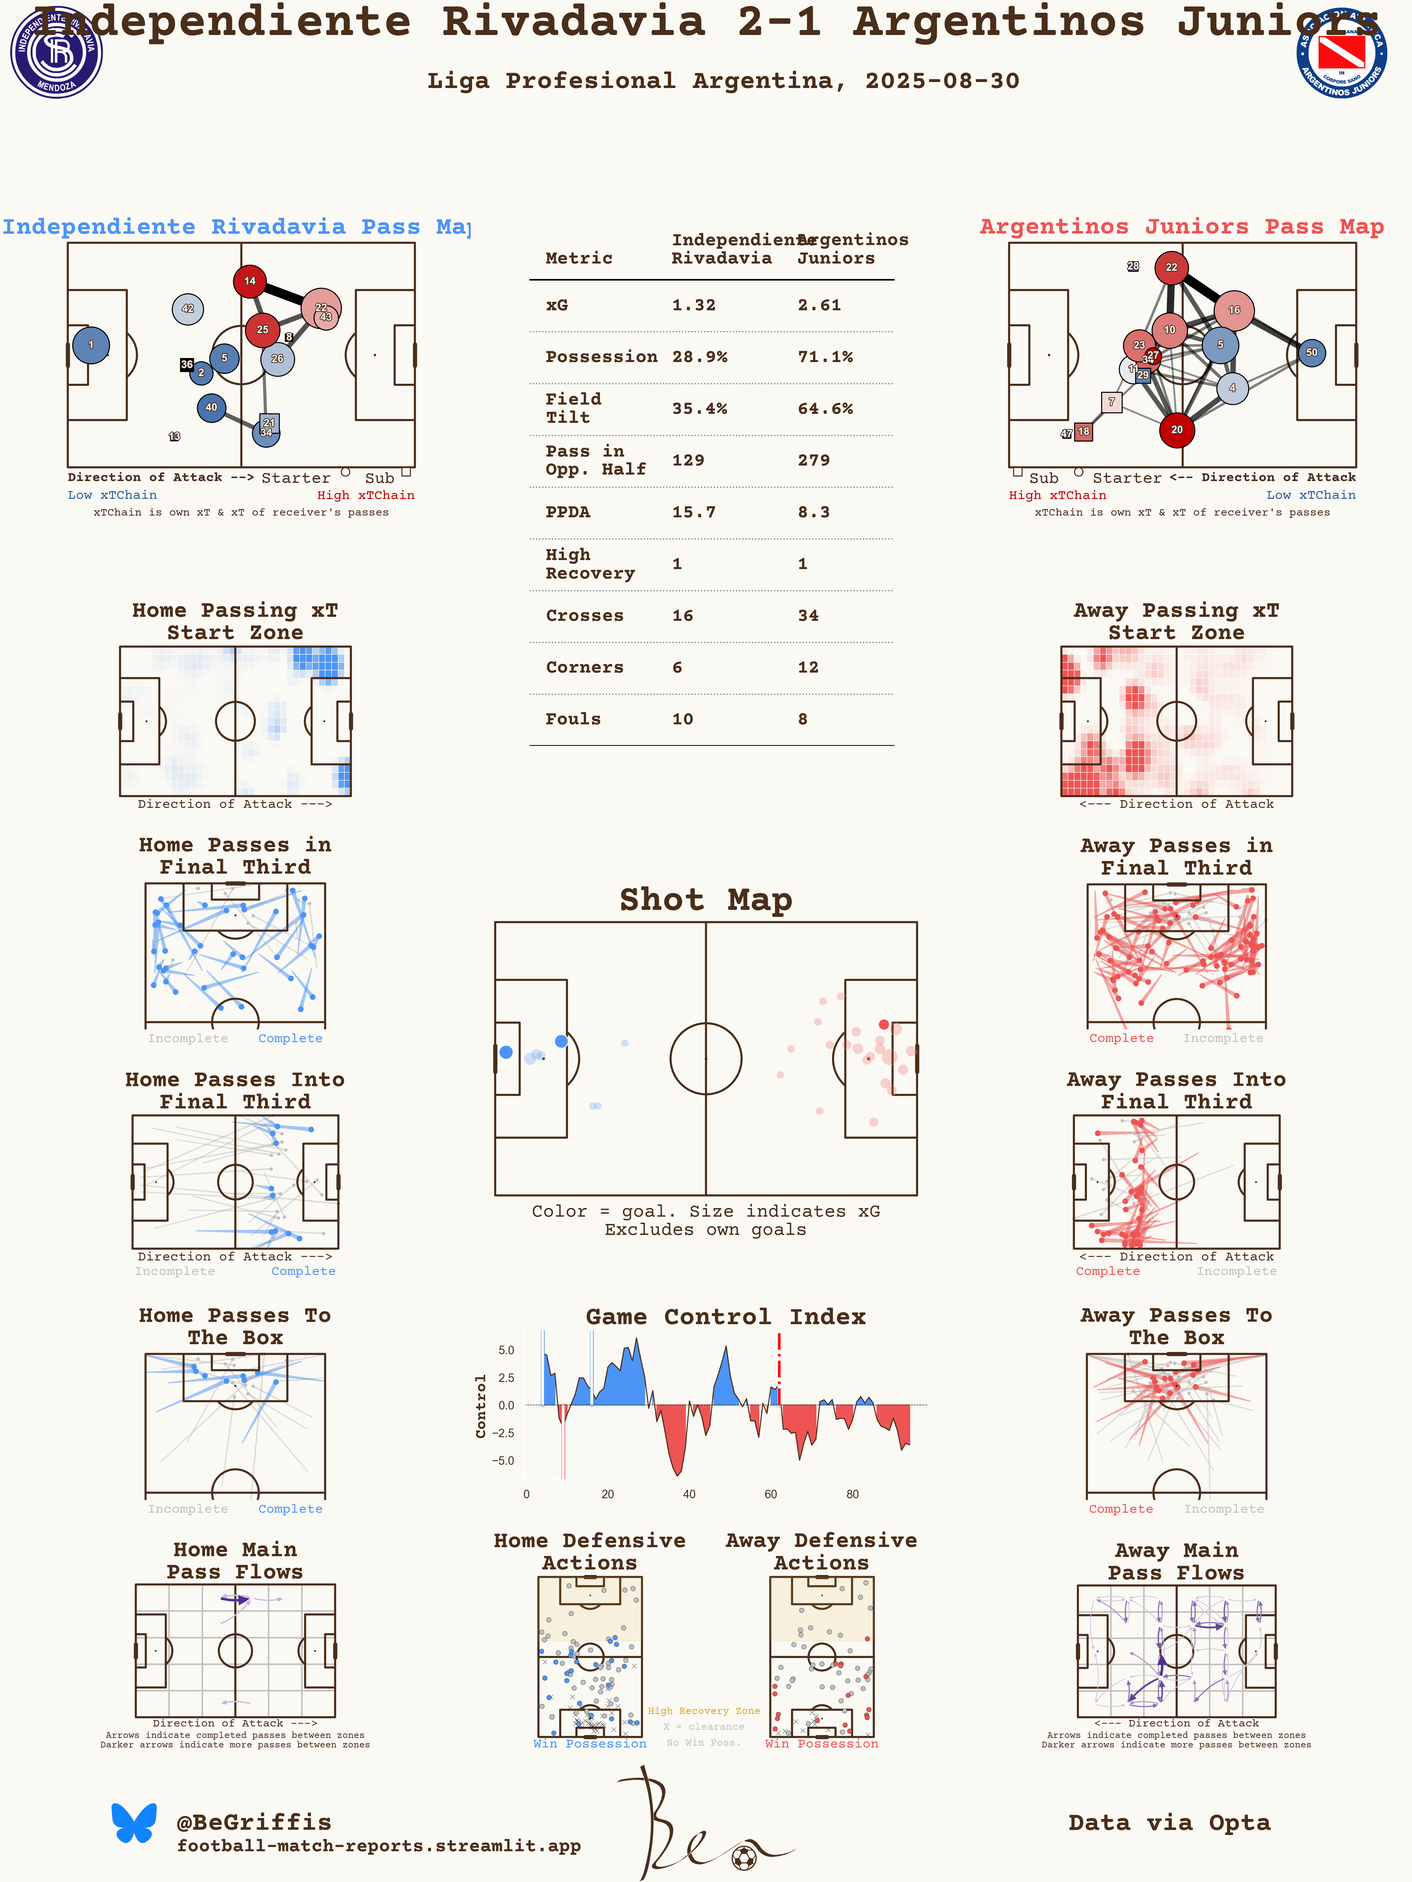 Independiente Rivadavia 2-1 Argentinos Juniors
Liga Profesional Argentina, 2025-08-30
INDEPENDIENTE RIVADAVIA
MENDOZA
IN
CORPORE SANO
ARGENTINOS JUNIORS
Independiente Rivadavia Pass Map
14
22
43
42
25
8
1
36
5
26
2
40
21
34
13
Direction of Attack --> Starter Sub
Low xTChain High xTChain
xTChain is own xT & xT of receiver's passes
Metric Independiente Rivadavia Argentinos Juniors
xG 1.32 2.61
Possession 28.9% 71.1%
Field
Tilt 35.4% 64.6%
Pass in
Opp. Half 129 279
PPDA 15.7 8.3
High
Recovery 1 1
Crosses 16 34
Corners 6 12
Fouls 10 8
Argentinos Juniors Pass Map
28
22
16
10
23
5
27
34
50
11
29
4
7
47
18
20
Sub Starter <-- Direction of Attack
High xTChain Low xTChain
xTChain is own xT & xT of receiver's passes
Home Passing xT
Start Zone
Direction of Attack --->
Away Passing xT
Start Zone
<--- Direction of Attack
Home Passes in
Final Third
Incomplete Complete
Away Passes in
Final Third
Complete Incomplete
Shot Map
Color = goal. Size indicates xG
Excludes own goals
Home Passes Into
Final Third
Direction of Attack --->
Incomplete Complete
Away Passes Into
Final Third
<--- Direction of Attack
Complete Incomplete
Home Passes To
The Box
Incomplete Complete
Game Control Index
Control
5.0
2.5
0.0
−2.5
−5.0
0 20 40 60 80
Away Passes To
The Box
Complete Incomplete
Home Main
Pass Flows
Direction of Attack --->
Arrows indicate completed passes between zones
Darker arrows indicate more passes between zones
Home Defensive
Actions
Win Possession
High Recovery Zone
X = clearance
No Win Poss.
Away Defensive
Actions
Win Possession
Away Main
Pass Flows
<--- Direction of Attack
Arrows indicate completed passes between zones
Darker arrows indicate more passes between zones
@BeGriffis
football-match-reports.streamlit.app
Ben
Data via Opta